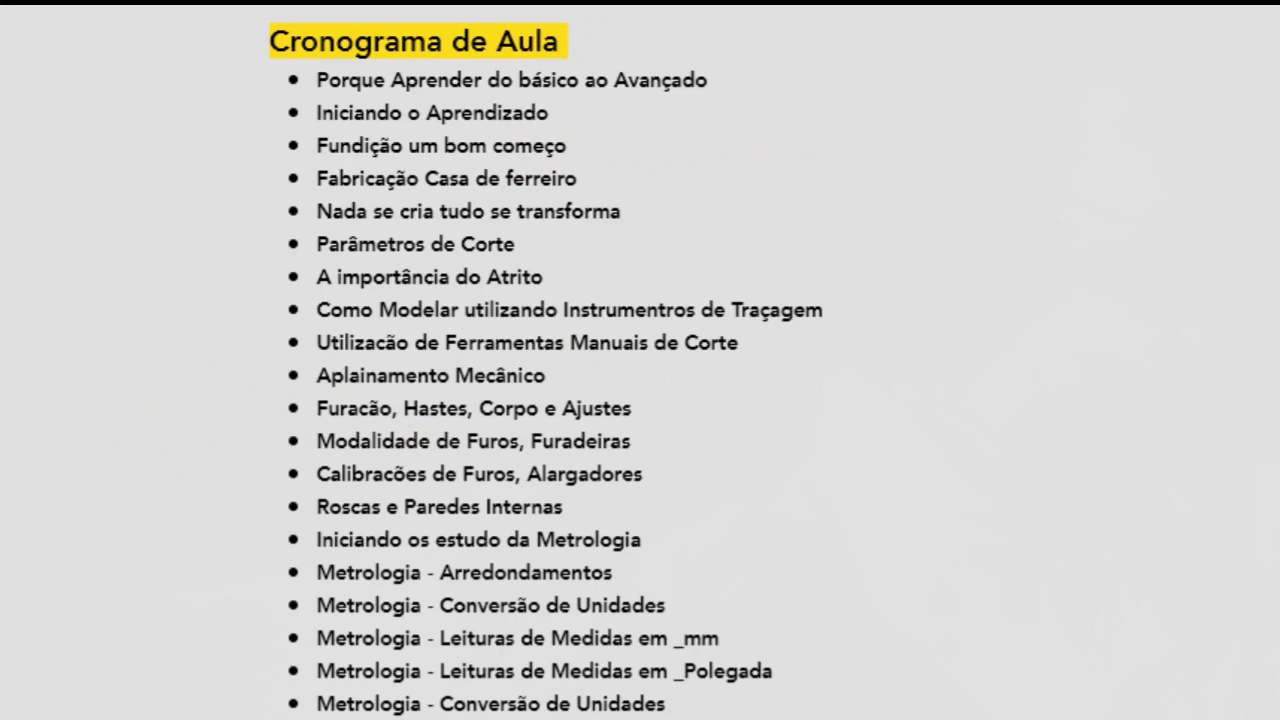 Cronograma de Aula
• Porque Aprender do básico ao Avançado
• Iniciando o Aprendizado
• Fundição um bom começo
• Fabricação Casa de ferreiro
• Nada se cria tudo se transforma
• Parâmetros de Corte
• A importância do Atrito
• Como Modelar utilizando Instrumentros de Traçagem
• Utilizacão de Ferramentas Manuais de Corte
• Aplainamento Mecânico
• Furacão, Hastes, Corpo e Ajustes
• Modalidade de Furos, Furadeiras
• Calibracões de Furos, Alargadores
• Roscas e Paredes Internas
• Iniciando os estudo da Metrologia
• Metrologia - Arredondamentos
• Metrologia - Conversão de Unidades
• Metrologia - Leituras de Medidas em _mm
• Metrologia - Leituras de Medidas em _Polegada
• Metrologia - Conversão de Unidades